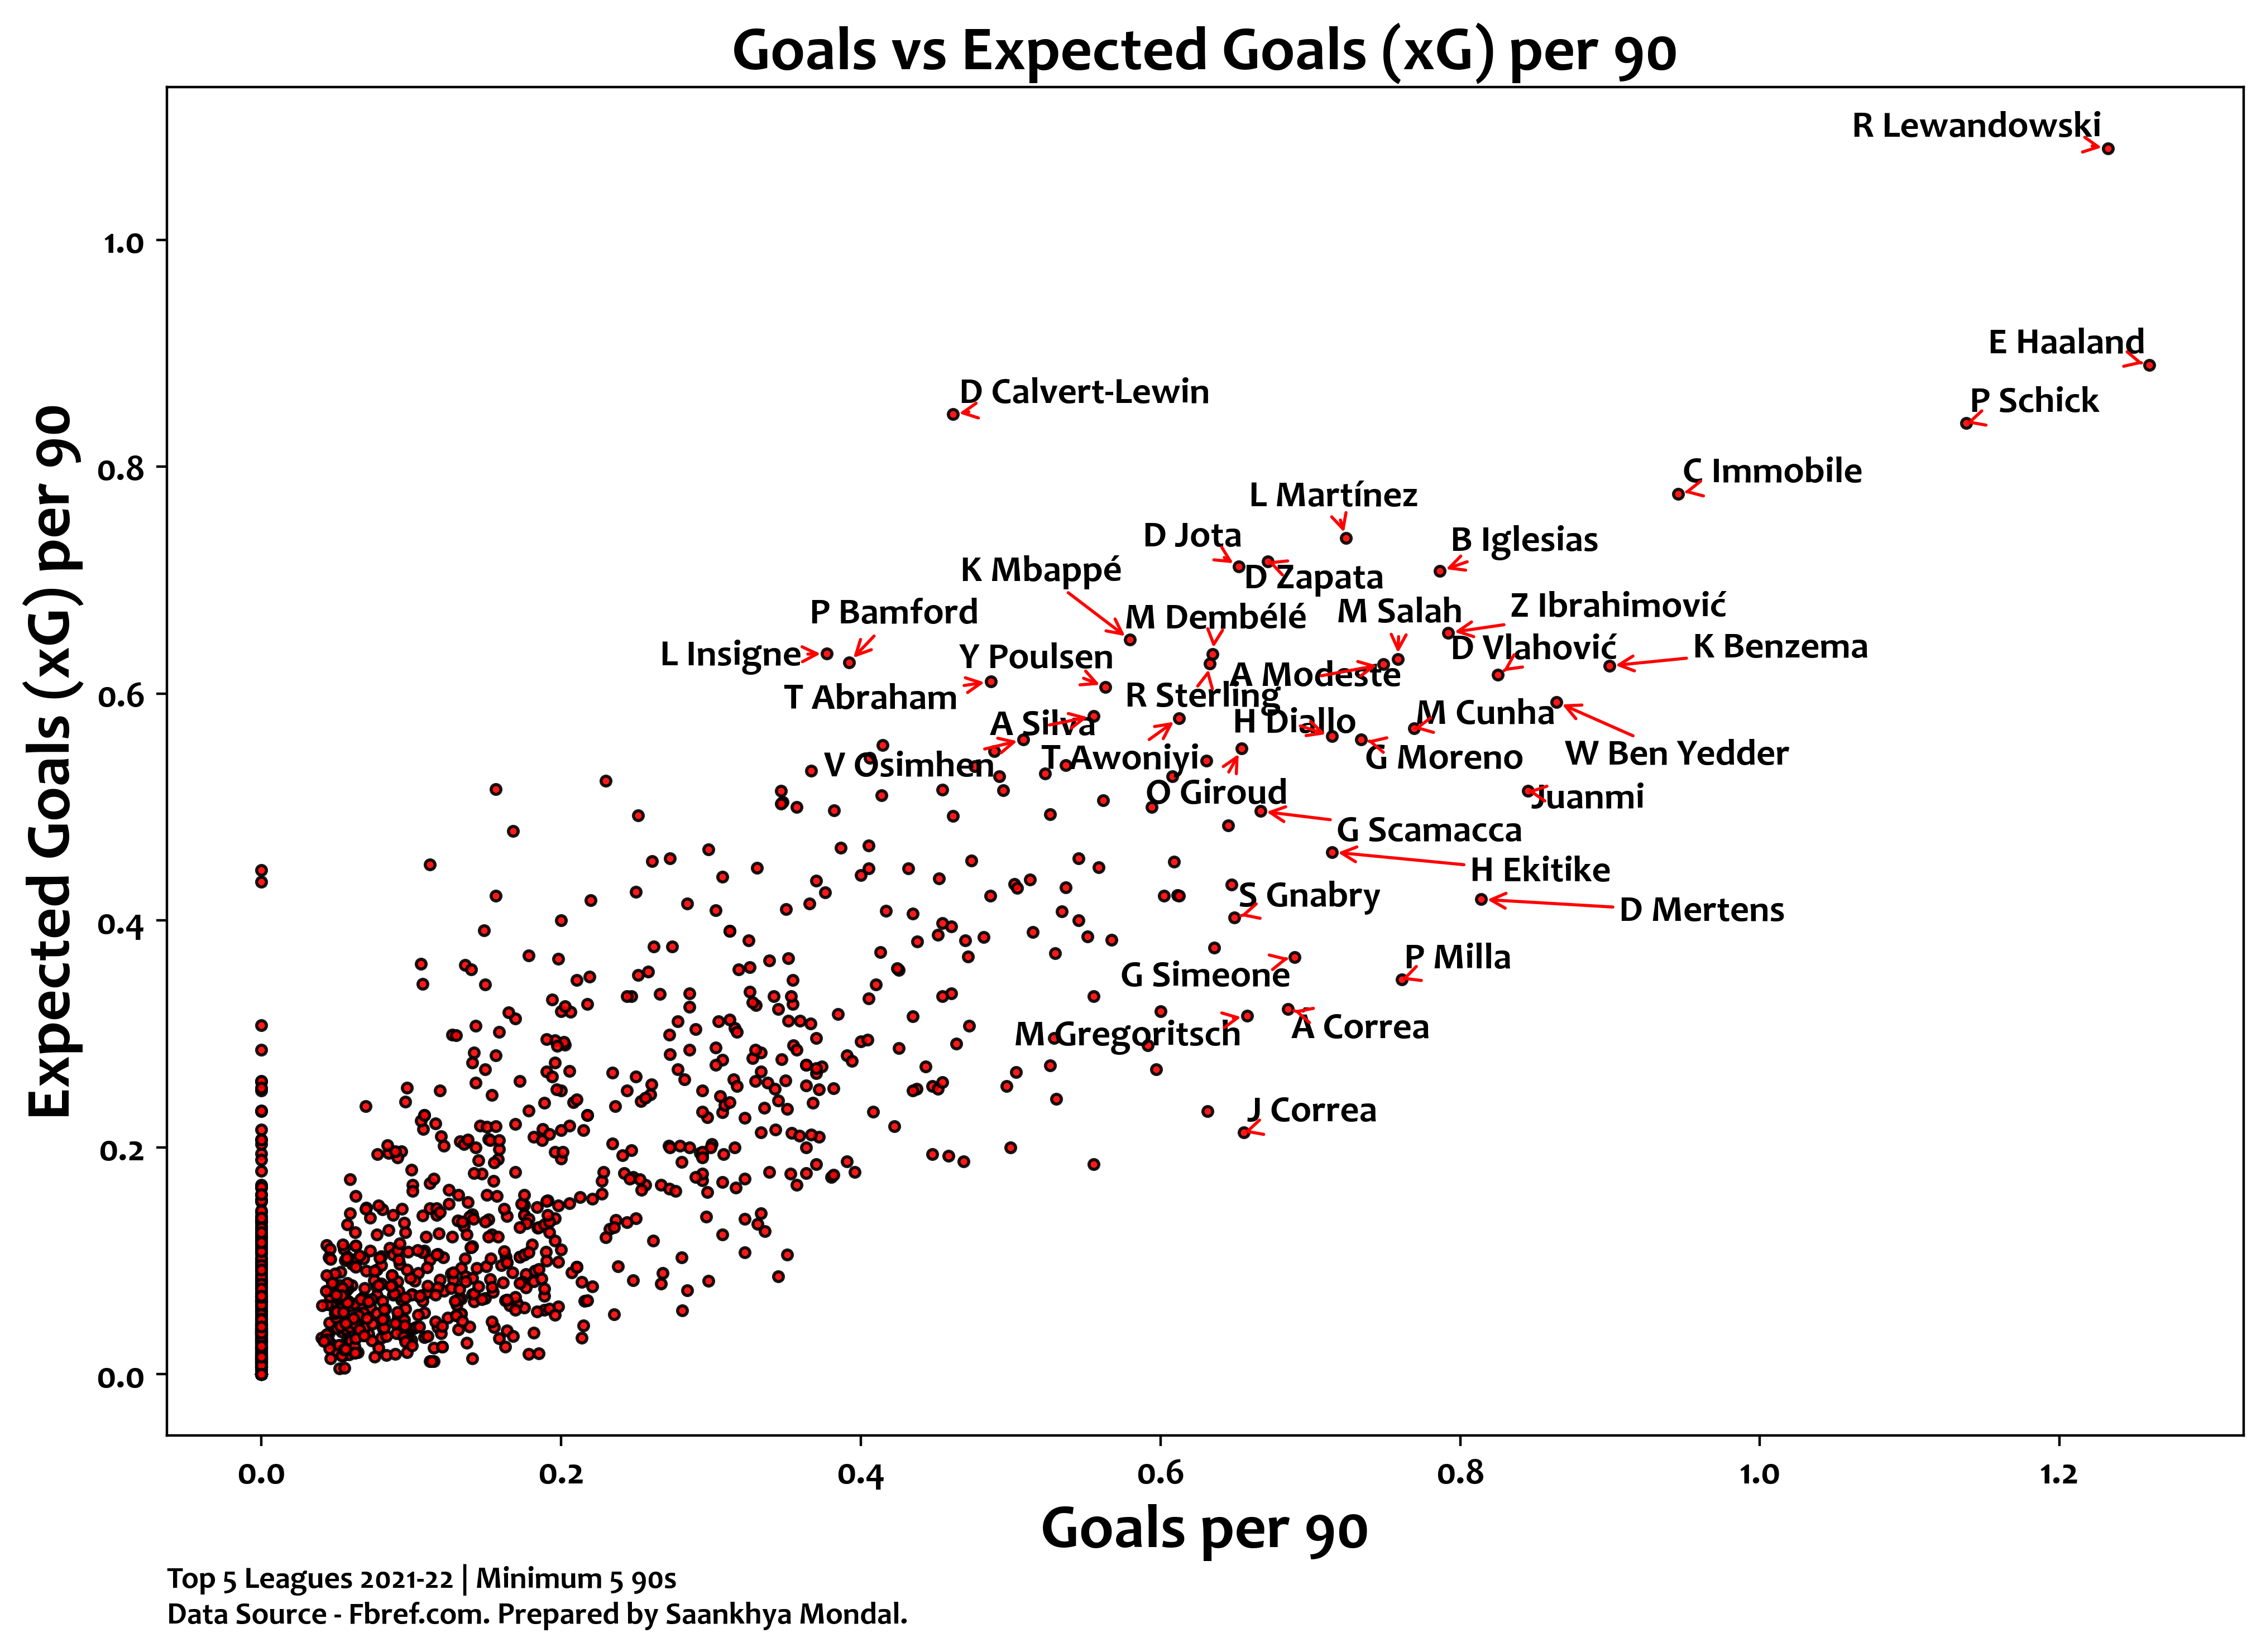 Goals vs Expected Goals (xG) per 90
R Lewandowski
E Haaland
D Calvert-Lewin
P Schick
C Immobile
L Martínez
D Jota
B Iglesias
K Mbappé
D Zapata
P Bamford
M Dembélé
M Salah
Z Ibrahimović
L Insigne
Y Poulsen
D Vlahović
K Benzema
T Abraham
A Modeste
R Sterling
A Silva
H Diallo
M Cunha
V Osimhen
T Awoniyi
G Moreno
W Ben Yedder
O Giroud
Juanmi
G Scamacca
H Ekitike
S Gnabry
D Mertens
G Simeone
P Milla
M Gregoritsch
A Correa
J Correa
Expected Goals (xG) per 90
1.0
0.8
0.6
0.4
0.2
0.0
0.0 0.2 0.4 0.6 0.8 1.0 1.2
Goals per 90
Top 5 Leagues 2021-22 | Minimum 5 90s
Data Source - Fbref.com. Prepared by Saankhya Mondal.